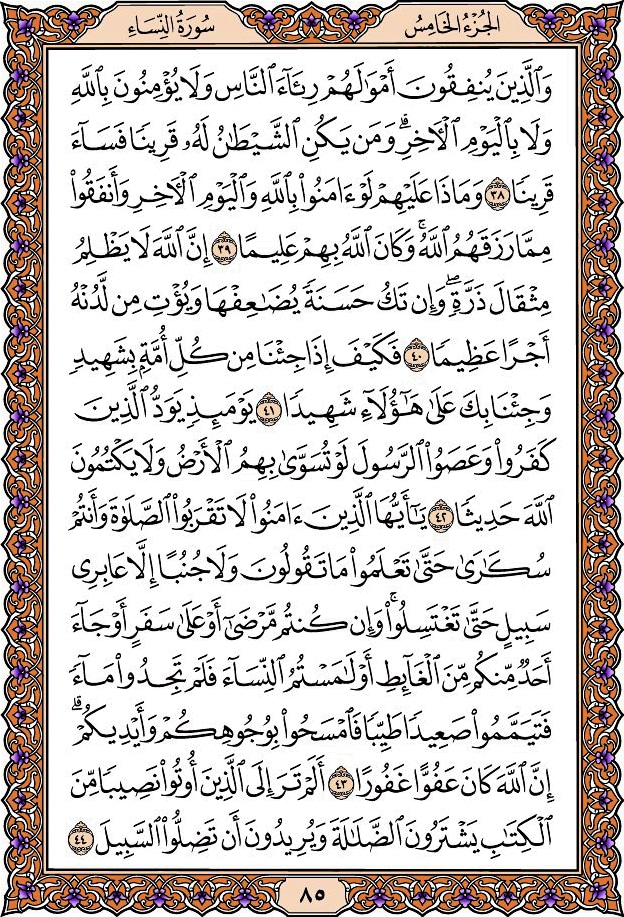 الجُزْءُ الخَامِسُ
سُورَةُ النِّسَاءِ
وَٱلَّذِينَ يُنفِقُونَ أَمْوَٰلَهُمْ رِئَآءَ ٱلنَّاسِ وَلَا يُؤْمِنُونَ بِٱللَّهِ
وَلَا بِٱلْيَوْمِ ٱلْءَاخِرِۗ وَمَن يَكُنِ ٱلشَّيْطَٰنُ لَهُۥ قَرِينًا فَسَآءَ
قَرِينًا ٣٨ وَمَاذَا عَلَيْهِمْ لَوْ ءَامَنُوا۟ بِٱللَّهِ وَٱلْيَوْمِ ٱلْءَاخِرِ وَأَنفَقُوا۟
مِمَّا رَزَقَهُمُ ٱللَّهُۚ وَكَانَ ٱللَّهُ بِهِمْ عَلِيمًا ٣٩ إِنَّ ٱللَّهَ لَا يَظْلِمُ
مِثْقَالَ ذَرَّةٍۖ وَإِن تَكُ حَسَنَةً يُضَٰعِفْهَا وَيُؤْتِ مِن لَّدُنْهُ
أَجْرًا عَظِيمًا ٤٠ فَكَيْفَ إِذَا جِئْنَا مِن كُلِّ أُمَّةٍۭ بِشَهِيدٍ
وَجِئْنَا بِكَ عَلَىٰ هَٰٓؤُلَآءِ شَهِيدًا ٤١ يَوْمَئِذٍ يَوَدُّ ٱلَّذِينَ
كَفَرُوا۟ وَعَصَوُا۟ ٱلرَّسُولَ لَوْ تُسَوَّىٰ بِهِمُ ٱلْأَرْضُ وَلَا يَكْتُمُونَ
ٱللَّهَ حَدِيثًا ٤٢ يَٰٓأَيُّهَا ٱلَّذِينَ ءَامَنُوا۟ لَا تَقْرَبُوا۟ ٱلصَّلَوٰةَ وَأَنتُمْ
سُكَٰرَىٰ حَتَّىٰ تَعْلَمُوا۟ مَا تَقُولُونَ وَلَا جُنُبًا إِلَّا عَابِرِى
سَبِيلٍ حَتَّىٰ تَغْتَسِلُوا۟ۚ وَإِن كُنتُم مَّرْضَىٰٓ أَوْ عَلَىٰ سَفَرٍ أَوْ جَآءَ
أَحَدٌ مِّنكُم مِّنَ ٱلْغَآئِطِ أَوْ لَٰمَسْتُمُ ٱلنِّسَآءَ فَلَمْ تَجِدُوا۟ مَآءً
فَتَيَمَّمُوا۟ صَعِيدًا طَيِّبًا فَٱمْسَحُوا۟ بِوُجُوهِكُمْ وَأَيْدِيكُمْۗ
إِنَّ ٱللَّهَ كَانَ عَفُوًّا غَفُورًا ٤٣ أَلَمْ تَرَ إِلَى ٱلَّذِينَ أُوتُوا۟ نَصِيبًا مِّنَ
ٱلْكِتَٰبِ يَشْتَرُونَ ٱلضَّلَٰلَةَ وَيُرِيدُونَ أَن تَضِلُّوا۟ ٱلسَّبِيلَ ٤٤
٨٥